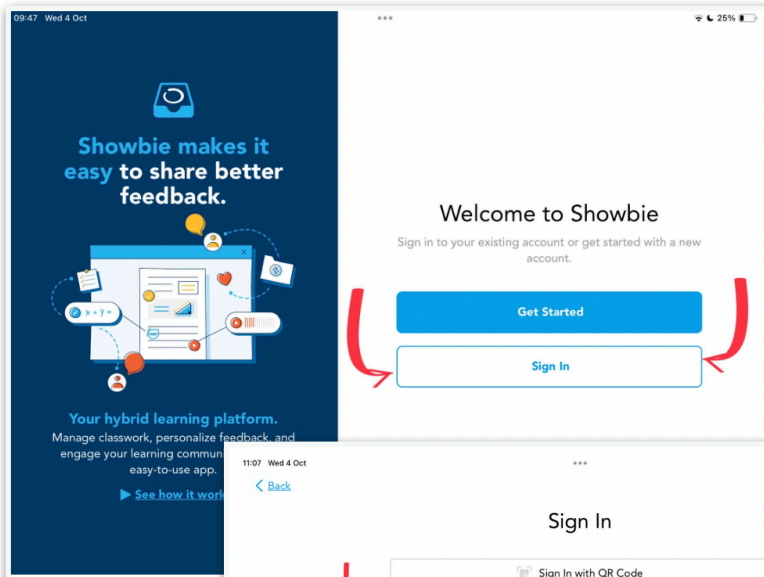 09:47 Wed 4 Oct
25%
Showbie makes it
easy to share better
feedback.
x + y =
Your hybrid learning platform.
Manage classwork, personalize feedback, and
engage your learning commun
easy-to-use app.
See how it work
Welcome to Showbie
Sign in to your existing account or get started with a new
account.
Get Started
Sign In
11:07 Wed 4 Oct
Back
Sign In
Sign In with QR Code